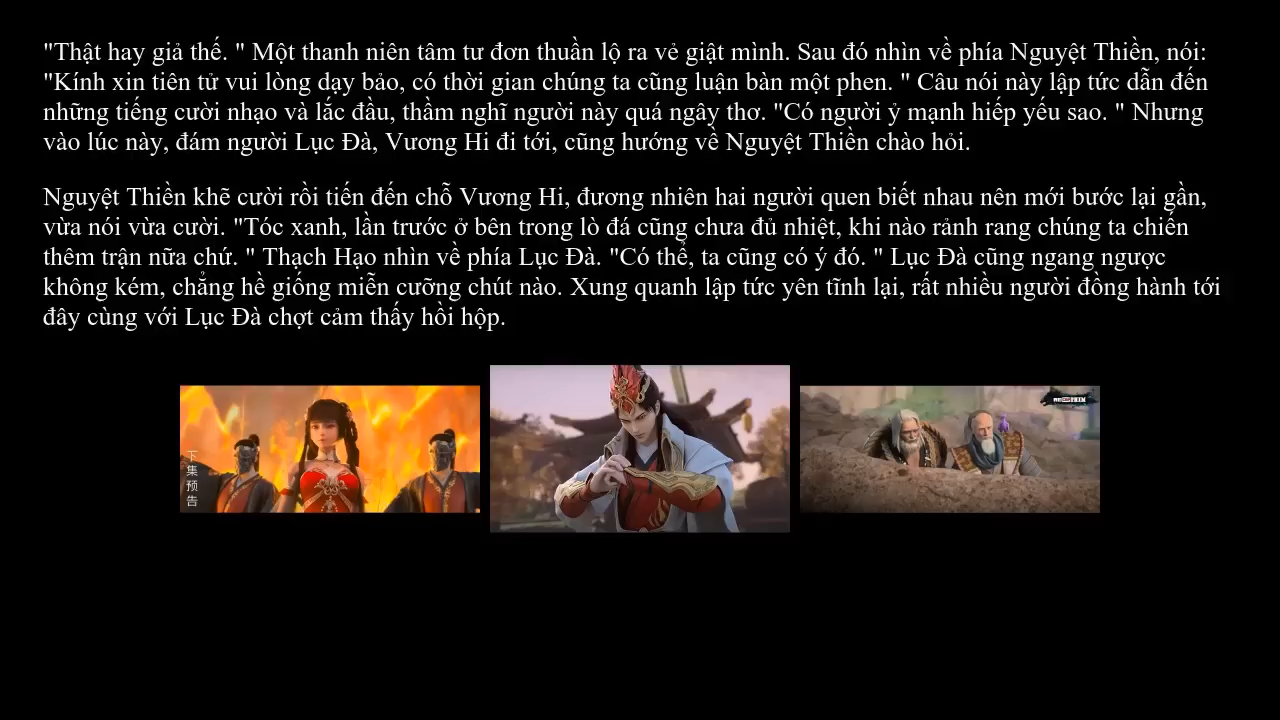 "Thật hay giả thế. " Một thanh niên tâm tư đơn thuần lộ ra vẻ giật mình. Sau đó nhìn về phía Nguyệt Thiền, nói:
"Kính xin tiên tử vui lòng dạy bảo, có thời gian chúng ta cũng luận bàn một phen. " Câu nói này lập tức dẫn đến
những tiếng cười nhạo và lắc đầu, thầm nghĩ người này quá ngây thơ. "Có người ỷ mạnh hiếp yếu sao. " Nhưng
vào lúc này, đám người Lục Đà, Vương Hi đi tới, cũng hướng về Nguyệt Thiền chào hỏi.
Nguyệt Thiền khẽ cười rồi tiến đến chỗ Vương Hi, đương nhiên hai người quen biết nhau nên mới bước lại gần,
vừa nói vừa cười. "Tóc xanh, lần trước ở bên trong lò đá cũng chưa đủ nhiệt, khi nào rảnh rang chúng ta chiến
thêm trận nữa chứ. " Thạch Hạo nhìn về phía Lục Đà. "Có thể, ta cũng có ý đó. " Lục Đà cũng ngang ngược
không kém, chẳng hề giống miễn cưỡng chút nào. Xung quanh lập tức yên tĩnh lại, rất nhiều người đồng hành tới
đây cùng với Lục Đà chợt cảm thấy hồi hộp.
下集预告